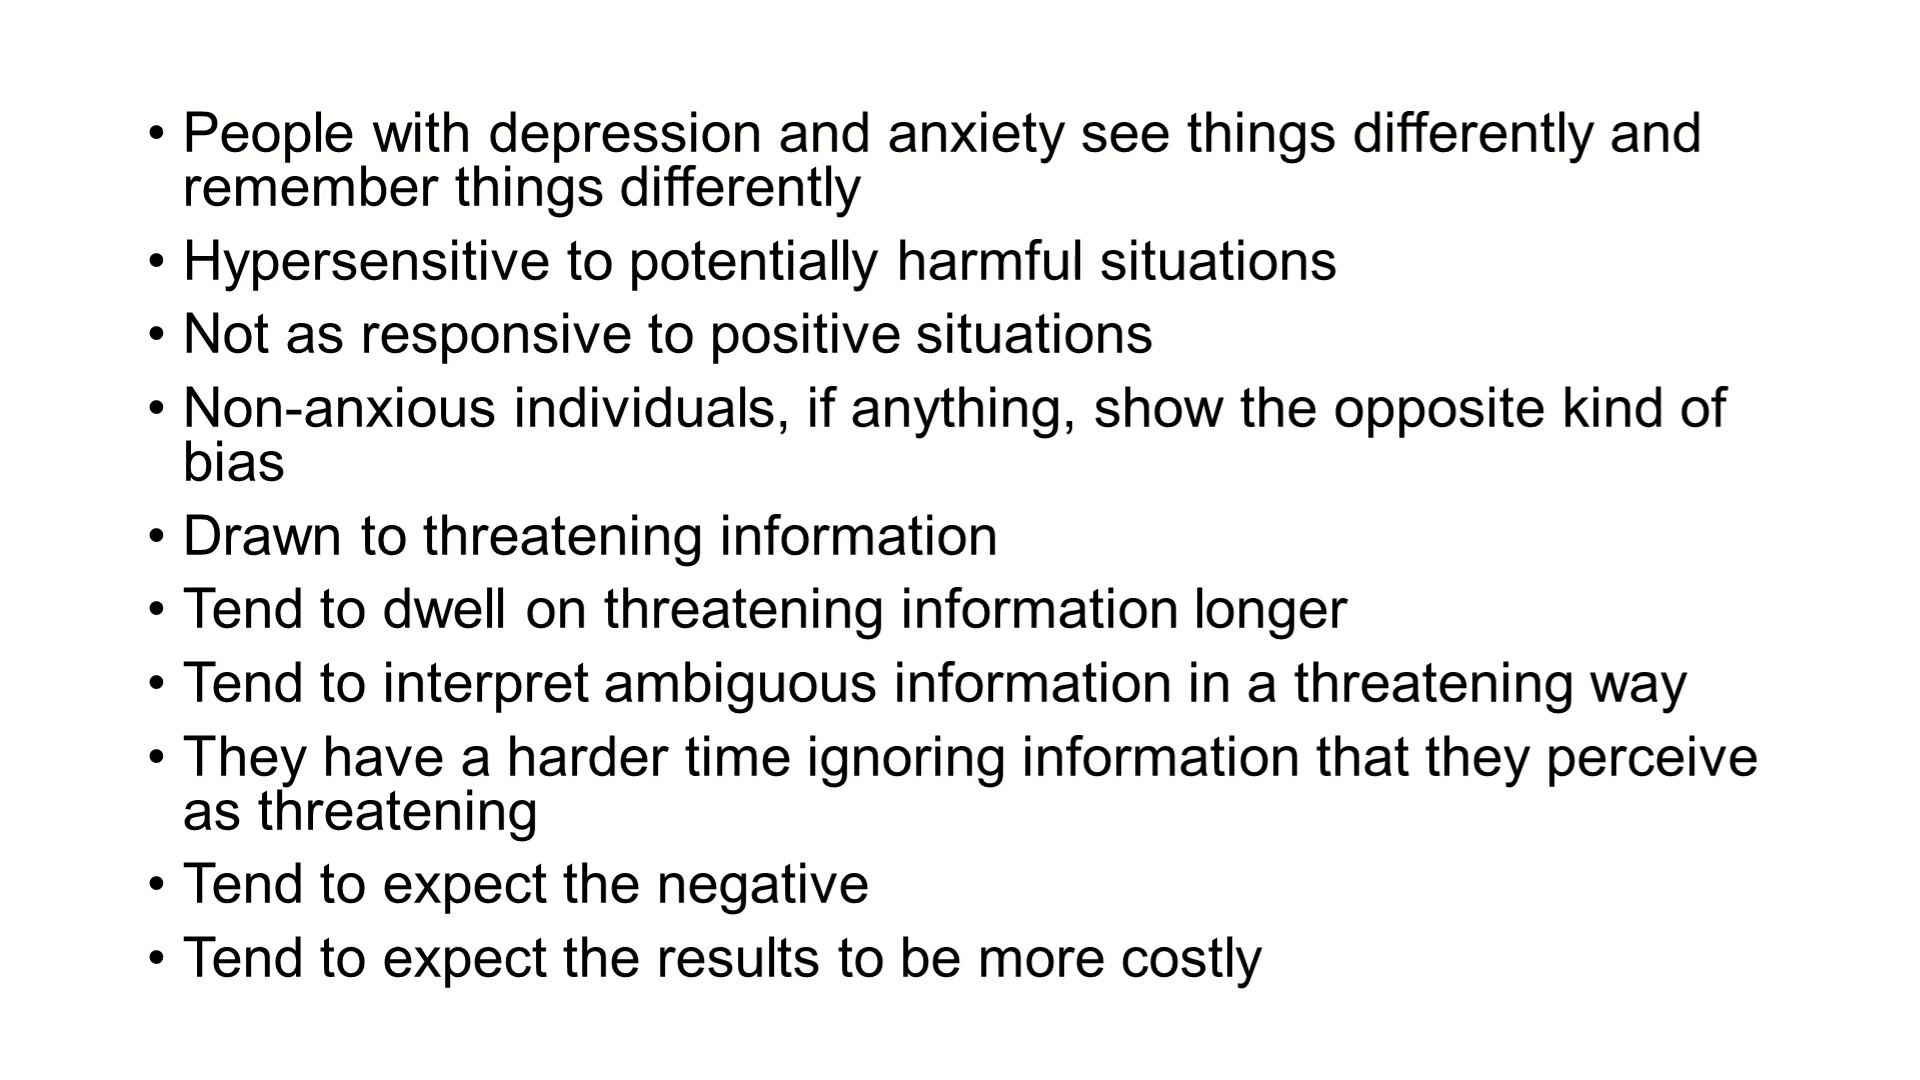 • People with depression and anxiety see things differently and
remember things differently
• Hypersensitive to potentially harmful situations
• Not as responsive to positive situations
• Non-anxious individuals, if anything, show the opposite kind of
bias
• Drawn to threatening information
• Tend to dwell on threatening information longer
• Tend to interpret ambiguous information in a threatening way
• They have a harder time ignoring information that they perceive
as threatening
• Tend to expect the negative
• Tend to expect the results to be more costly